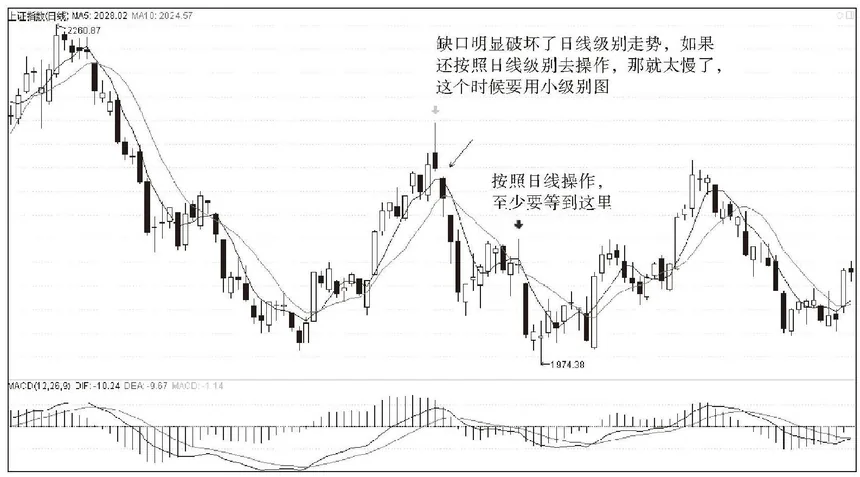 上证指数(日线) MA5: 2028.02 MA10: 2024.57
2260.87
缺口明显破坏了日线级别走势，如果
还按照日线级别去操作，那就太慢了，
这个时候要用小级别图
按照日线操作，
至少要等到这里
1974.38
MACD(12,26,9) DIF: -10.24 DEA: -9.67 MACD: -1.14